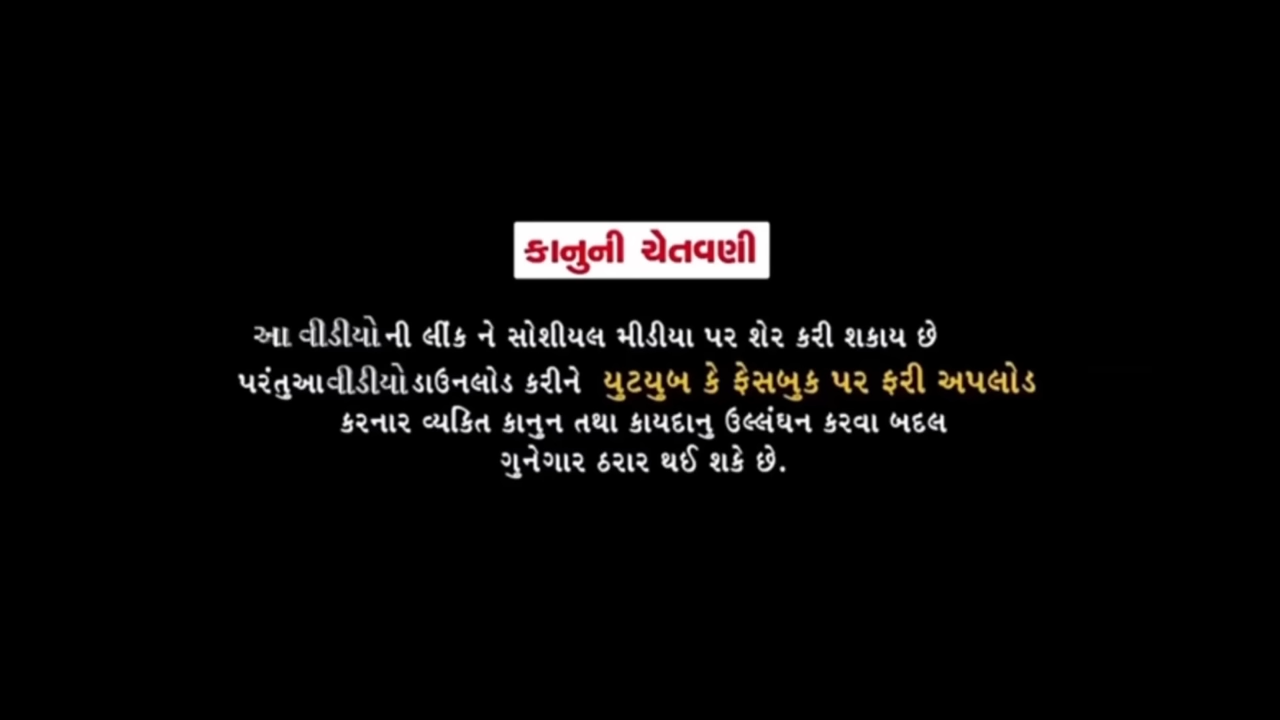 કાનુની ચેતવણી
આ વીડીયો ની લીંક ને સોશીયલ મીડીયા પર શેર કરી શકાય છે
પરંતુઆવીડીયો ડાઉનલોડ કરીને યુટયુબ કે ફેસબુક પર ફરી અપલોડ
કરનાર વ્યકિત કાનુન તથા કાયદાનુ ઉલ્લંઘન કરવા બદલ
ગુનેગાર ઠરાર થઈ શકે છે.